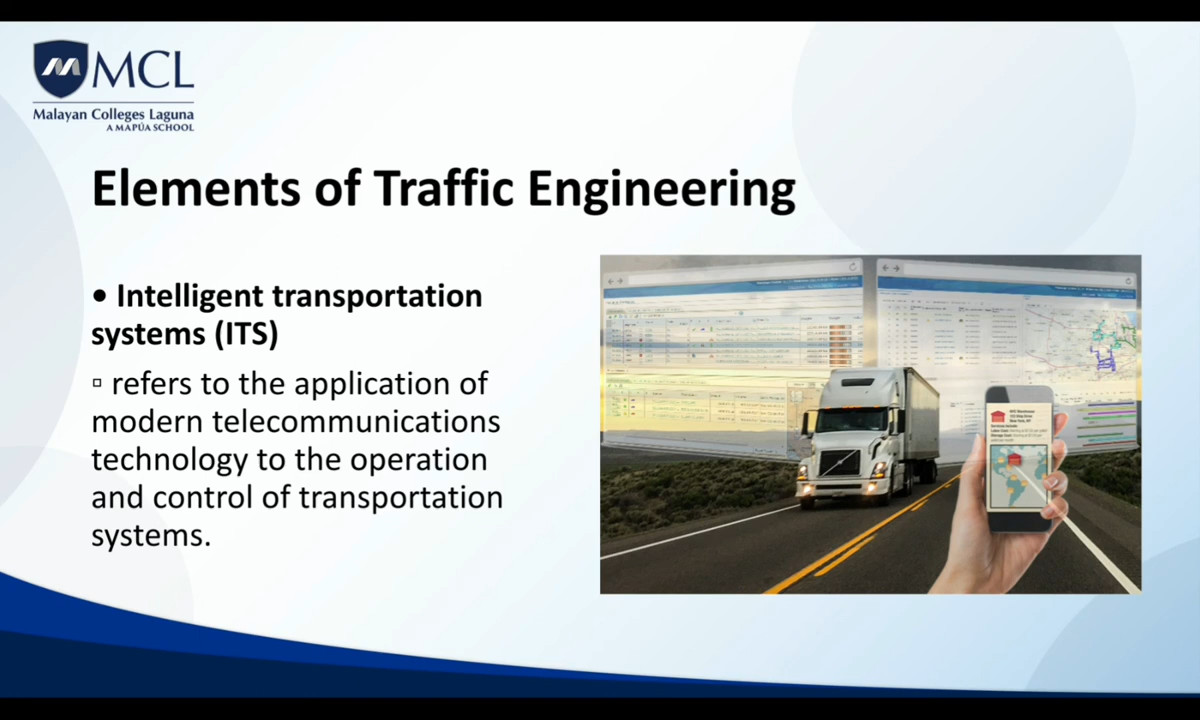 MCL
Malayan Colleges Laguna
A MAPÚA SCHOOL
Elements of Traffic Engineering
• Intelligent transportation
systems (ITS)
▫ refers to the application of
modern telecommunications
technology to the operation
and control of transportation
systems.